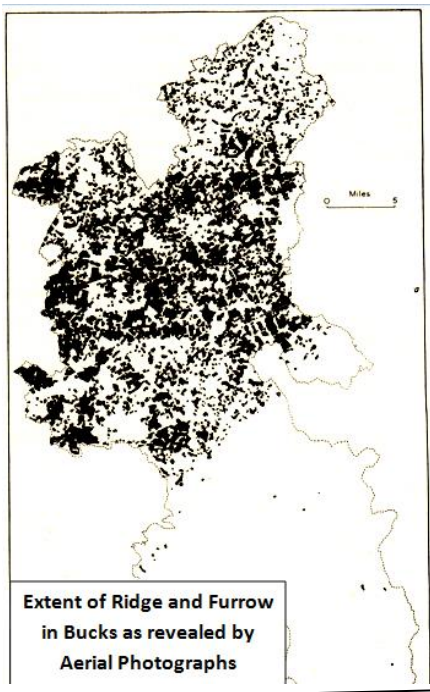 Miles
0 5
Extent of Ridge and Furrow
in Bucks as revealed by
Aerial Photographs